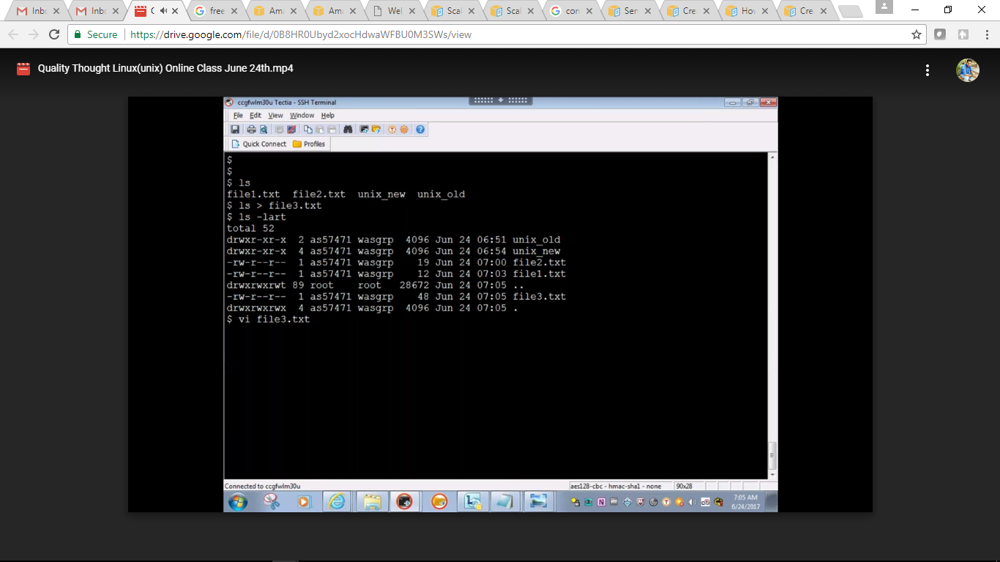 Inbc Inbc C free Ama Ama Wel Scal Scal con Serv Cre How Cre
Secure https://drive.google.com/file/d/0B8HR0Ubyd2xocHdwaWFBU0M3SWs/view
Quality Thought Linux(unix) Online Class June 24th.mp4
ccgfwlm30u Tectia - SSH Terminal
File Edit View Window Help
Quick Connect Profiles
$
$
$ ls
file1.txt  file2.txt  unix_new  unix_old
$ ls > file3.txt
$ ls -lart
total 52
drwxr-xr-x  2 as57471 wasgrp  4096 Jun 24 06:51 unix_old
drwxr-xr-x  4 as57471 wasgrp  4096 Jun 24 06:54 unix_new
-rw-r--r--  1 as57471 wasgrp    19 Jun 24 07:00 file2.txt
-rw-r--r--  1 as57471 wasgrp    12 Jun 24 07:03 file1.txt
drwxrwxrwt 89 root    root   28672 Jun 24 07:05 ..
-rw-r--r--  1 as57471 wasgrp    48 Jun 24 07:05 file3.txt
drwxrwxrwx  4 as57471 wasgrp  4096 Jun 24 07:05 .
$ vi file3.txt
Connected to ccgfwlm30u aes128-cbc - hmac-sha1 - none 90x28
7:05 AM
6/24/2017